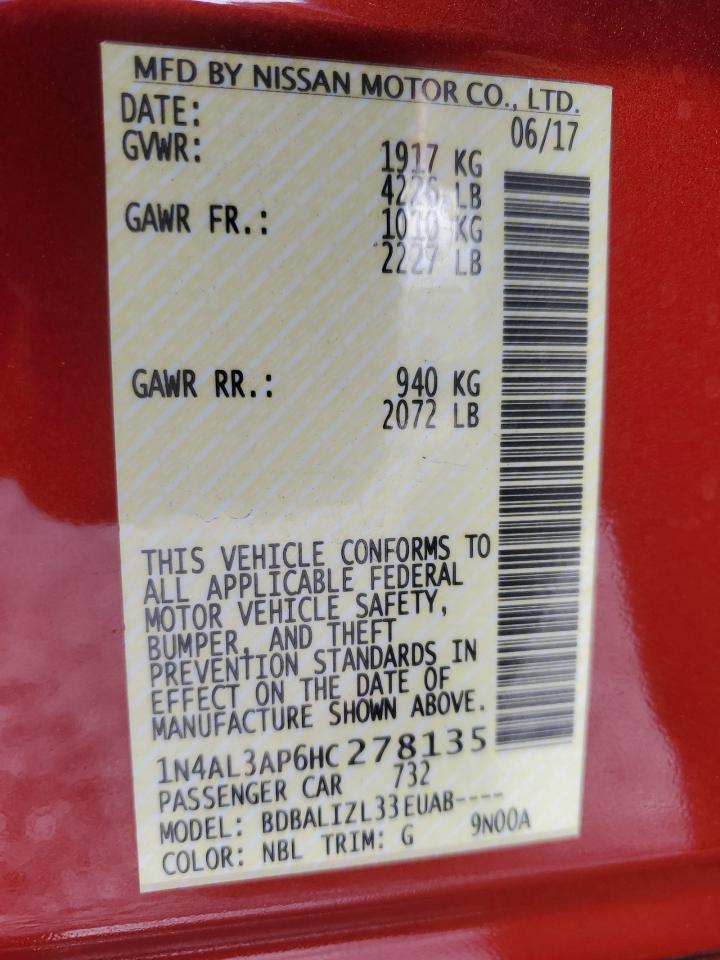 MFD BY NISSAN MOTOR CO., LTD.
DATE: 06/17
GVWR: 1917 KG
4226 LB
GAWR FR.: 1010 KG
2227 LB
GAWR RR.: 940 KG
2072 LB
THIS VEHICLE CONFORMS TO
ALL APPLICABLE FEDERAL
MOTOR VEHICLE SAFETY,
BUMPER, AND THEFT
PREVENTION STANDARDS IN
EFFECT ON THE DATE OF
MANUFACTURE SHOWN ABOVE.
1N4AL3AP6HC278135
PASSENGER CAR 732
MODEL: BDBALIZL33EUAB----
COLOR: NBL TRIM: G 9N00A